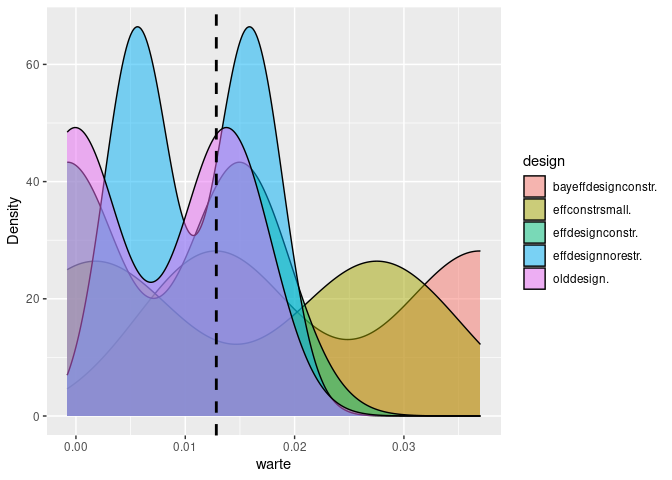 Density
60
40
20
0
0.00 0.01 0.02 0.03
warte
design
bayeffdesignconstr.
effconstrsmall.
effdesignconstr.
effdesignnorestr.
olddesign.